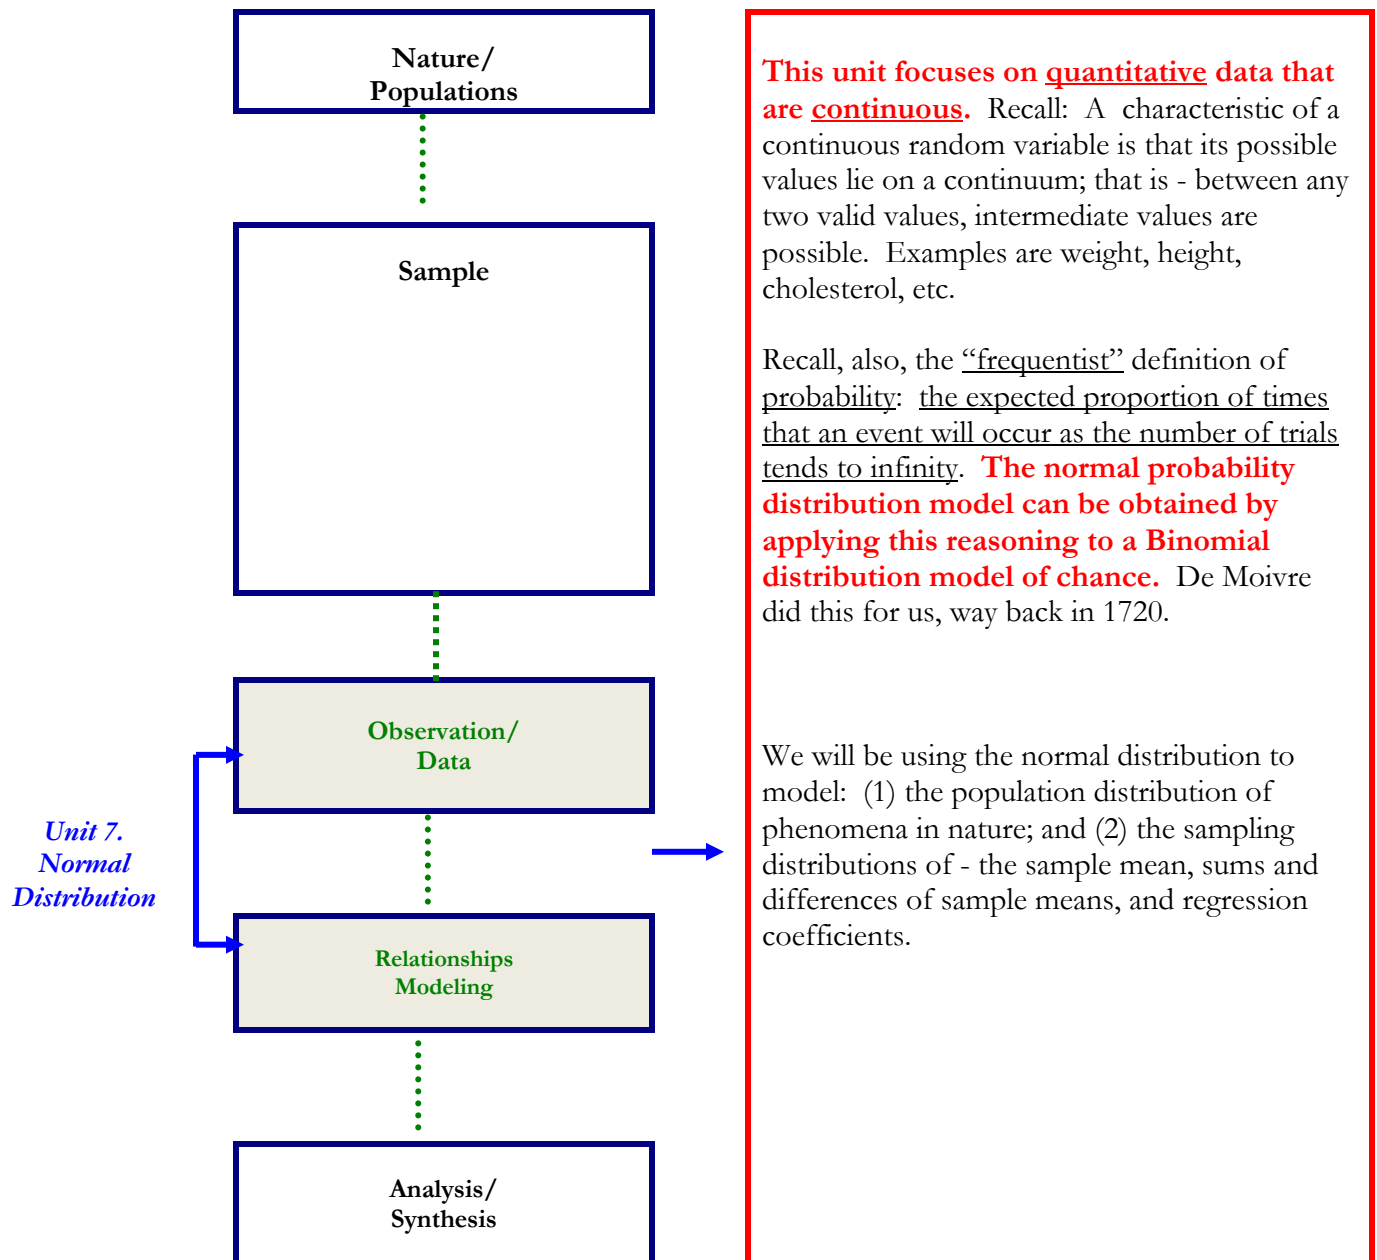 Nature/
Populations
Sample
Observation/
Data
Unit 7.
Normal
Distribution
Relationships
Modeling
Analysis/
Synthesis
This unit focuses on quantitative data that
are continuous. Recall: A characteristic of a
continuous random variable is that its possible
values lie on a continuum; that is - between any
two valid values, intermediate values are
possible. Examples are weight, height,
cholesterol, etc.
Recall, also, the “frequentist” definition of
probability: the expected proportion of times
that an event will occur as the number of trials
tends to infinity. The normal probability
distribution model can be obtained by
applying this reasoning to a Binomial
distribution model of chance. De Moivre
did this for us, way back in 1720.
We will be using the normal distribution to
model: (1) the population distribution of
phenomena in nature; and (2) the sampling
distributions of - the sample mean, sums and
differences of sample means, and regression
coefficients.